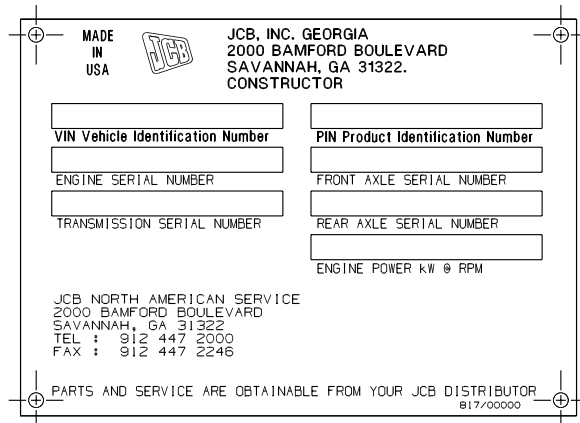 MADE
IN
USA
JCB
JCB, INC. GEORGIA
2000 BAMFORD BOULEVARD
SAVANNAH, GA 31322.
CONSTRUCTOR
VIN Vehicle Identification Number
PIN Product Identification Number
ENGINE SERIAL NUMBER
FRONT AXLE SERIAL NUMBER
TRANSMISSION SERIAL NUMBER
REAR AXLE SERIAL NUMBER
ENGINE POWER kW @ RPM
JCB NORTH AMERICAN SERVICE
2000 BAMFORD BOULEVARD
SAVANNAH, GA 31322
TEL : 912 447 2000
FAX : 912 447 2246
PARTS AND SERVICE ARE OBTAINABLE FROM YOUR JCB DISTRIBUTOR
817/00000